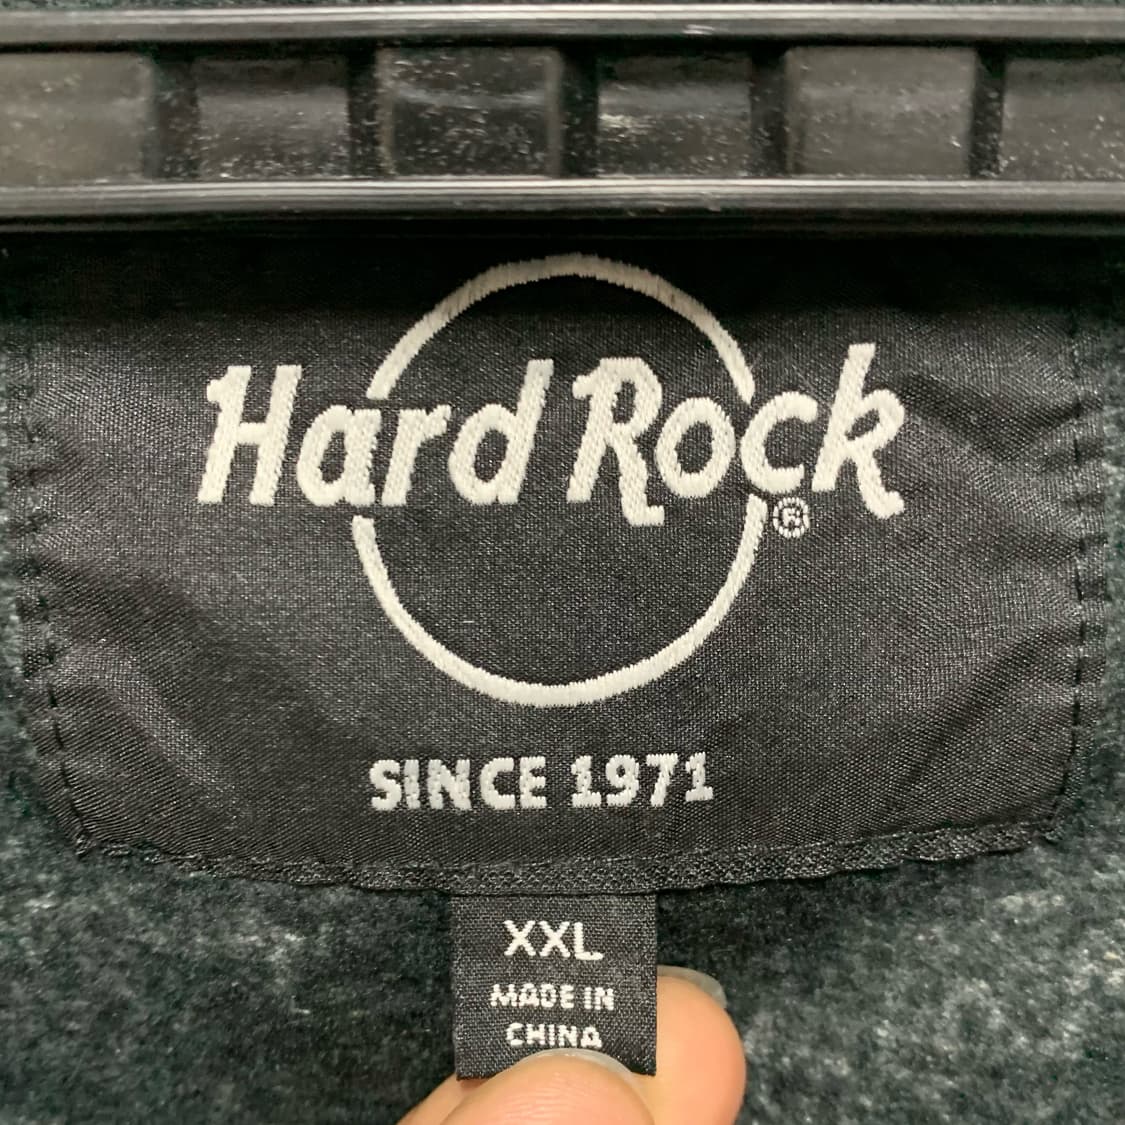 Hard Rock®
SINCE 1971
XXL
MADE IN
CHINA